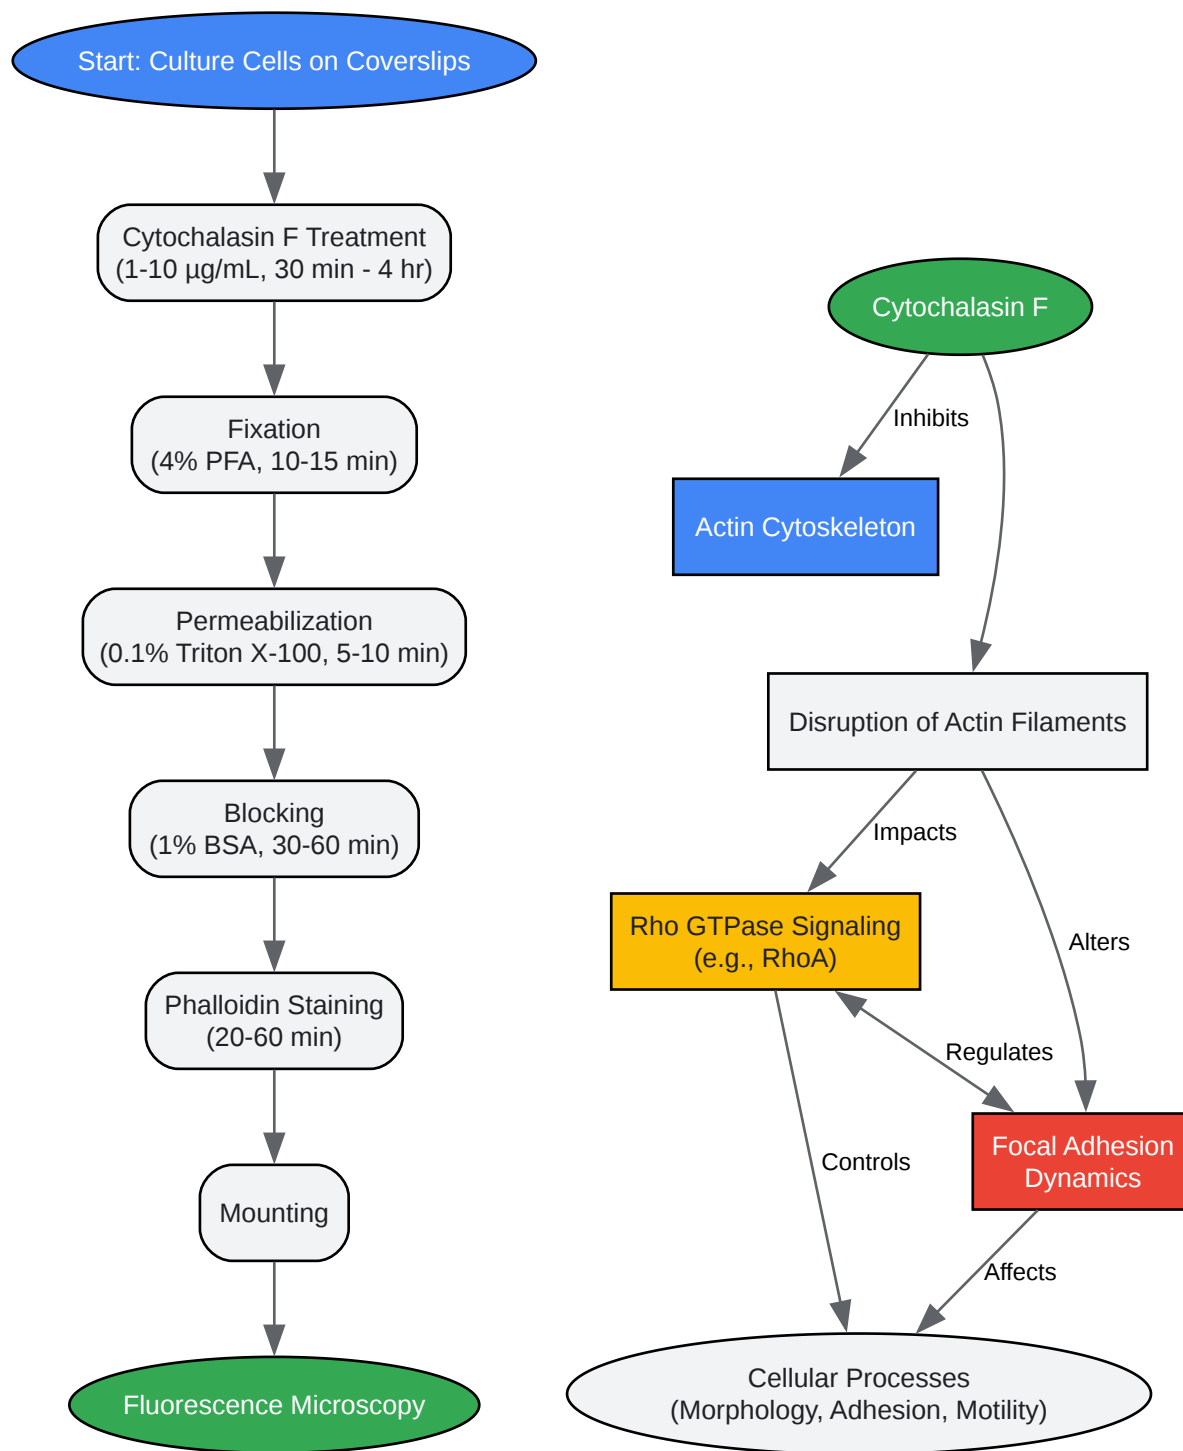 Start: Culture Cells on Coverslips
Cytochalasin F Treatment
(1-10 µg/mL, 30 min - 4 hr)
Fixation
(4% PFA, 10-15 min)
Permeabilization
(0.1% Triton X-100, 5-10 min)
Blocking
(1% BSA, 30-60 min)
Phalloidin Staining
(20-60 min)
Mounting
Fluorescence Microscopy
Cytochalasin F
Inhibits
Actin Cytoskeleton
Disruption of Actin Filaments
Impacts
Rho GTPase Signaling
(e.g., RhoA)
Alters
Regulates
Focal Adhesion
Dynamics
Controls
Affects
Cellular Processes
(Morphology, Adhesion, Motility)